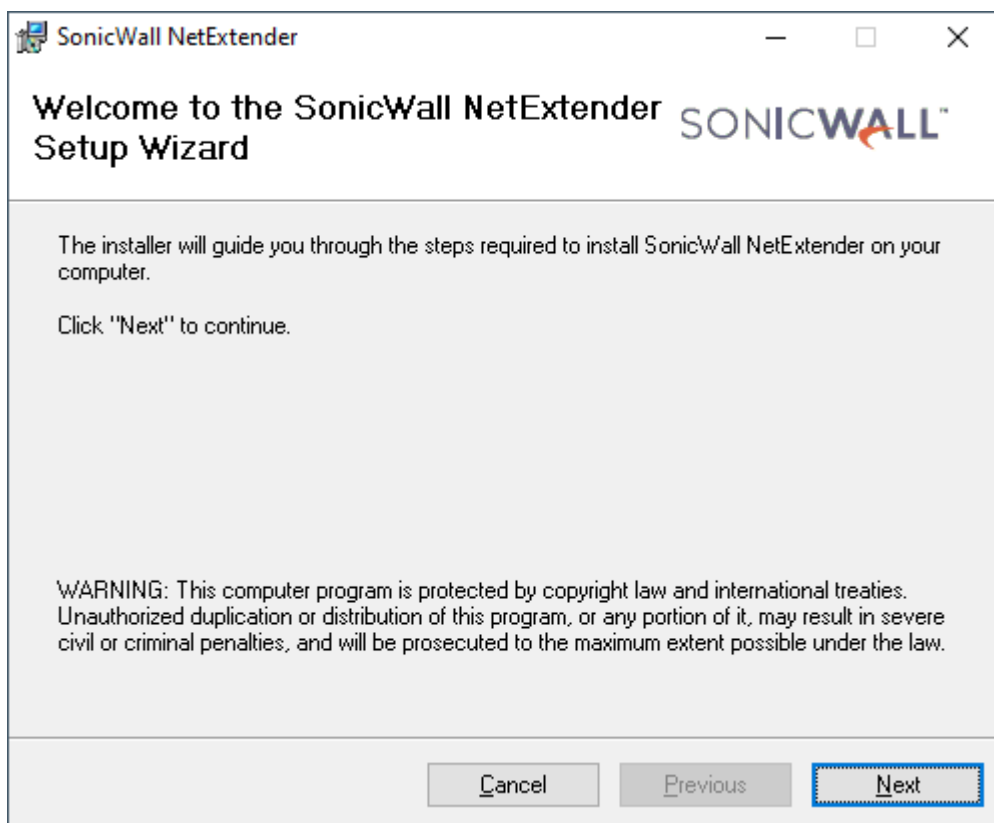 SonicWall NetExtender
Welcome to the SonicWall NetExtender
Setup Wizard
SONICWALL™
The installer will guide you through the steps required to install SonicWall NetExtender on your
computer.
Click "Next" to continue.
WARNING: This computer program is protected by copyright law and international treaties.
Unauthorized duplication or distribution of this program, or any portion of it, may result in severe
civil or criminal penalties, and will be prosecuted to the maximum extent possible under the law.
Cancel Previous Next